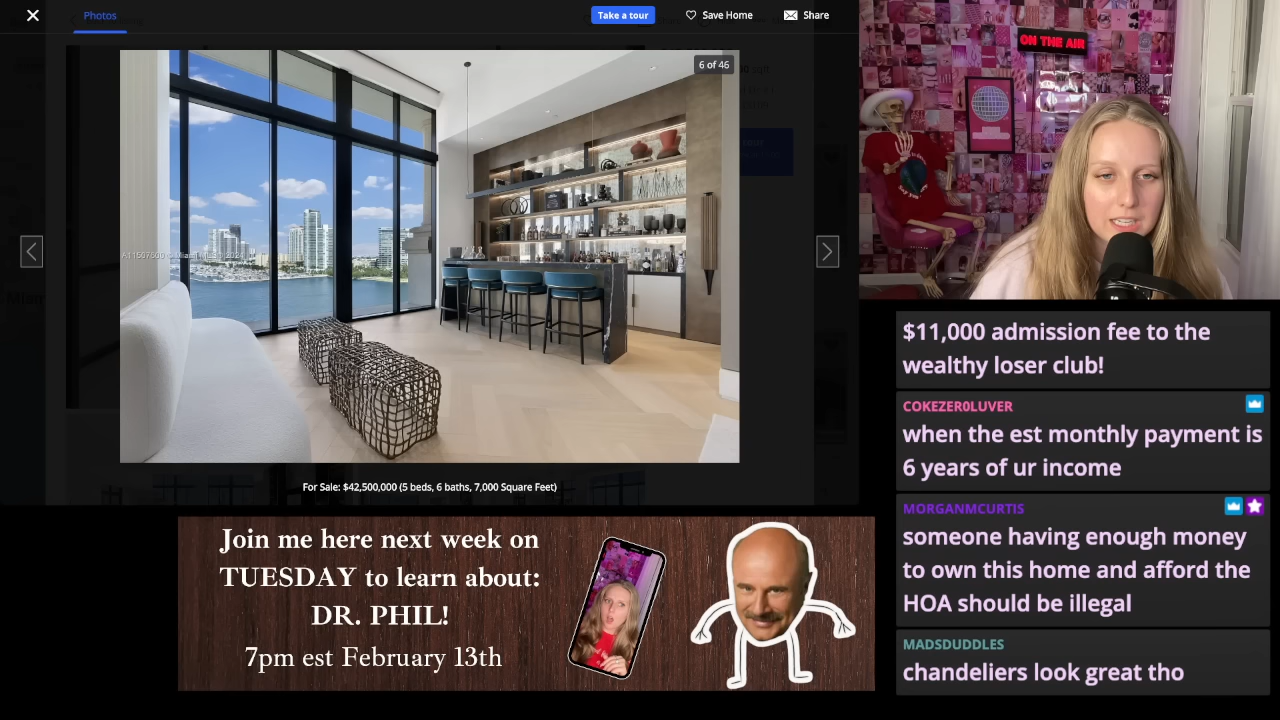 Photos
Take a tour
Save Home
Share
6 of 46
ON THE AIR
For Sale: $42,500,000 (5 beds, 6 baths, 7,000 Square Feet)
$11,000 admission fee to the
wealthy loser club!
COKEZER0LUVER
when the est monthly payment is
6 years of ur income
MORGANMCURTIS
someone having enough money
to own this home and afford the
HOA should be illegal
MADSDUDDLES
chandeliers look great tho
Join me here next week on
TUESDAY to learn about:
DR. PHIL!
7pm est February 13th